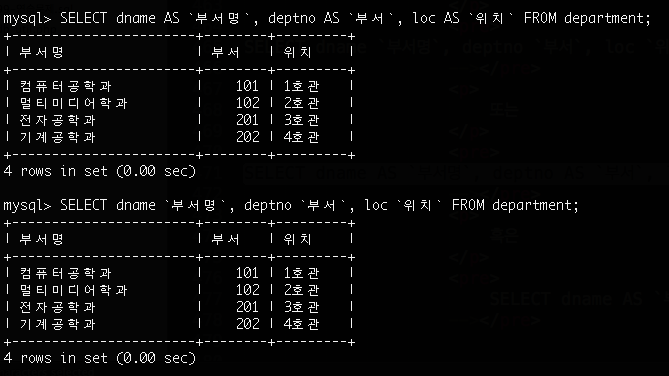 mysql> SELECT dname AS `부서명`, deptno AS `부서`, loc AS `위치` FROM department;
+-----------------------+--------+---------+
| 부서명 | 부서 | 위치 |
+-----------------------+--------+---------+
| 컴퓨터공학과 | 101 | 1호관 |
| 멀티미디어학과 | 102 | 2호관 |
| 전자공학과 | 201 | 3호관 |
| 기계공학과 | 202 | 4호관 |
+-----------------------+--------+---------+
4 rows in set (0.00 sec)
mysql> SELECT dname `부서명`, deptno `부서`, loc `위치` FROM department;
+-----------------------+--------+---------+
| 부서명 | 부서 | 위치 |
+-----------------------+--------+---------+
| 컴퓨터공학과 | 101 | 1호관 |
| 멀티미디어학과 | 102 | 2호관 |
| 전자공학과 | 201 | 3호관 |
| 기계공학과 | 202 | 4호관 |
+-----------------------+--------+---------+
4 rows in set (0.00 sec)